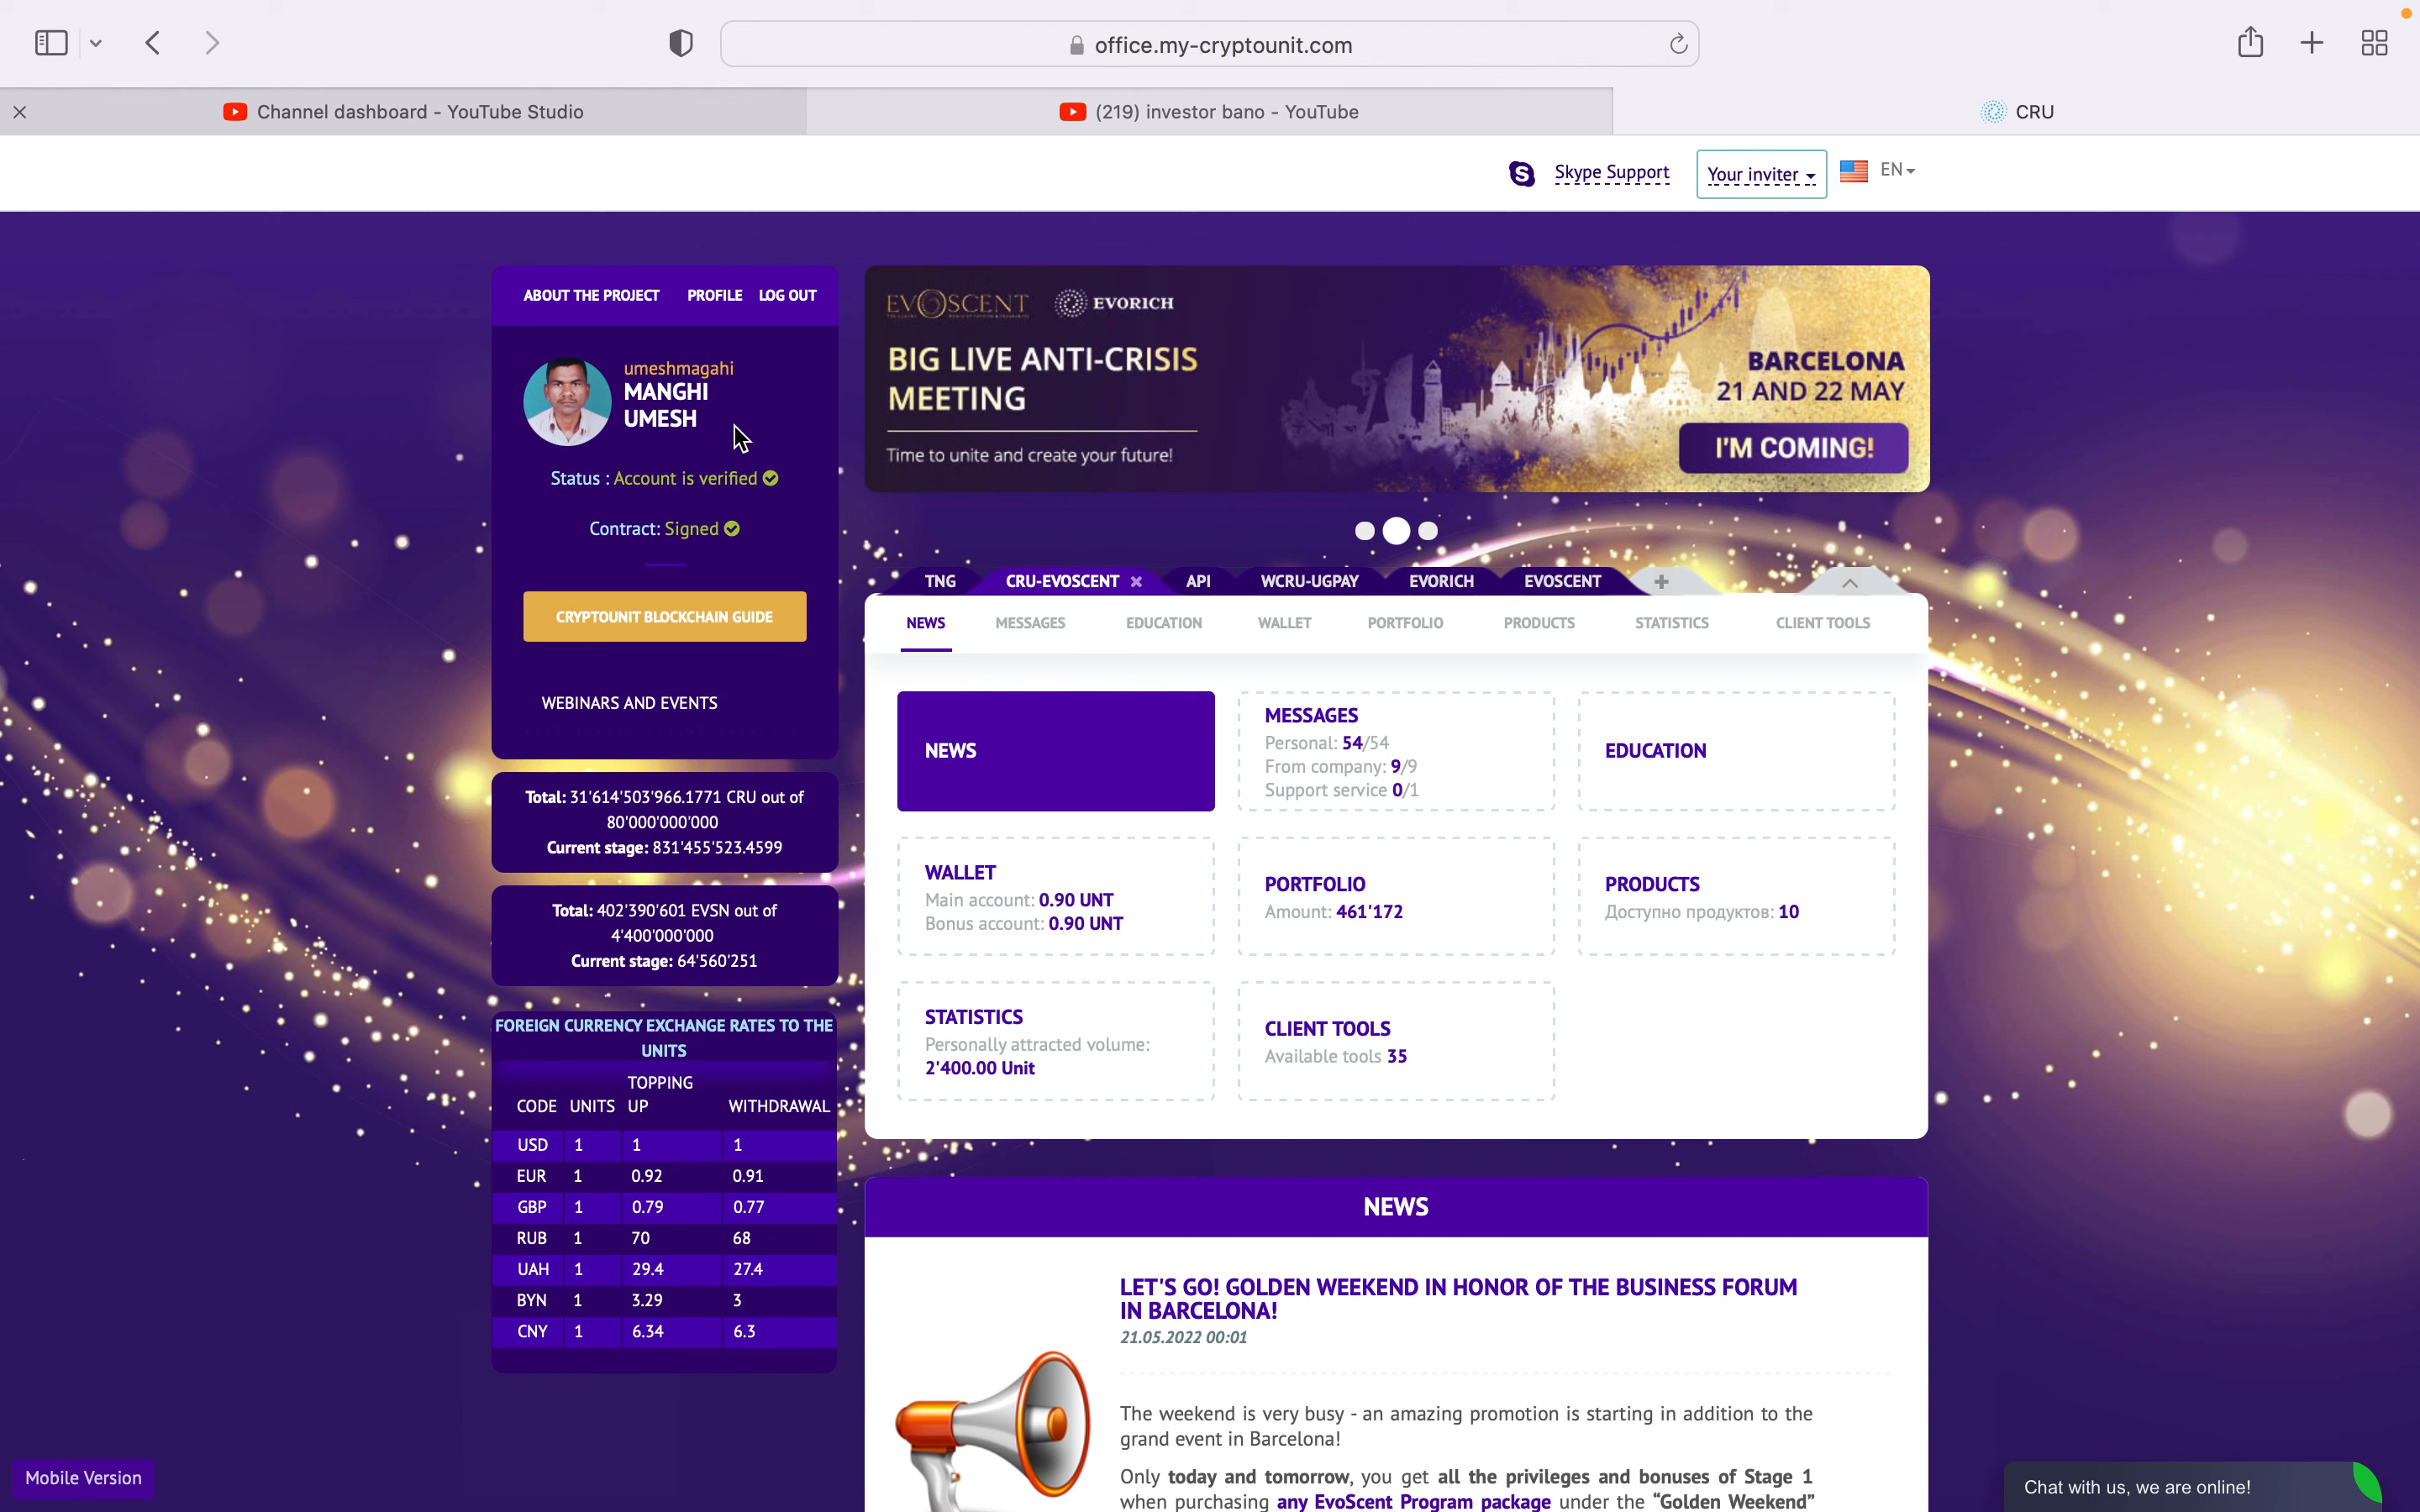 office.my-cryptounit.com
Channel dashboard - YouTube Studio
(219) investor bano - YouTube
CRU
Skype Support
Your inviter
EN
ABOUT THE PROJECT PROFILE LOG OUT
umeshmagahi
MANGHI
UMESH
Status : Account is verified
Contract: Signed
CRYPTOUNIT BLOCKCHAIN GUIDE
WEBINARS AND EVENTS
Total: 31'614'503'966.1771 CRU out of
80'000'000'000
Current stage: 831'455'523.4599
Total: 402'390'601 EVSN out of
4'400'000'000
Current stage: 64'560'251
FOREIGN CURRENCY EXCHANGE RATES TO THE
UNITS
CODE UNITS TOPPING UP WITHDRAWAL
USD 1 1 1
EUR 1 0.92 0.91
GBP 1 0.79 0.77
RUB 1 70 68
UAH 1 29.4 27.4
BYN 1 3.29 3
CNY 1 6.34 6.3
Mobile Version
EVOSCENT EVORICH
BIG LIVE ANTI-CRISIS
MEETING
Time to unite and create your future!
BARCELONA
21 AND 22 MAY
I'M COMING!
TNG CRU-EVOSCENT API WCRU-UGPAY EVORICH EVOSCENT
NEWS MESSAGES EDUCATION WALLET PORTFOLIO PRODUCTS STATISTICS CLIENT TOOLS
NEWS
MESSAGES
Personal: 54/54
From company: 9/9
Support service 0/1
EDUCATION
WALLET
Main account: 0.90 UNT
Bonus account: 0.90 UNT
PORTFOLIO
Amount: 461'172
PRODUCTS
Доступно продуктов: 10
STATISTICS
Personally attracted volume:
2'400.00 Unit
CLIENT TOOLS
Available tools 35
NEWS
LET'S GO! GOLDEN WEEKEND IN HONOR OF THE BUSINESS FORUM
IN BARCELONA!
21.05.2022 00:01
The weekend is very busy - an amazing promotion is starting in addition to the
grand event in Barcelona!
Only today and tomorrow, you get all the privileges and bonuses of Stage 1
when purchasing any EvoScent Program package under the “Golden Weekend”
Chat with us, we are online!